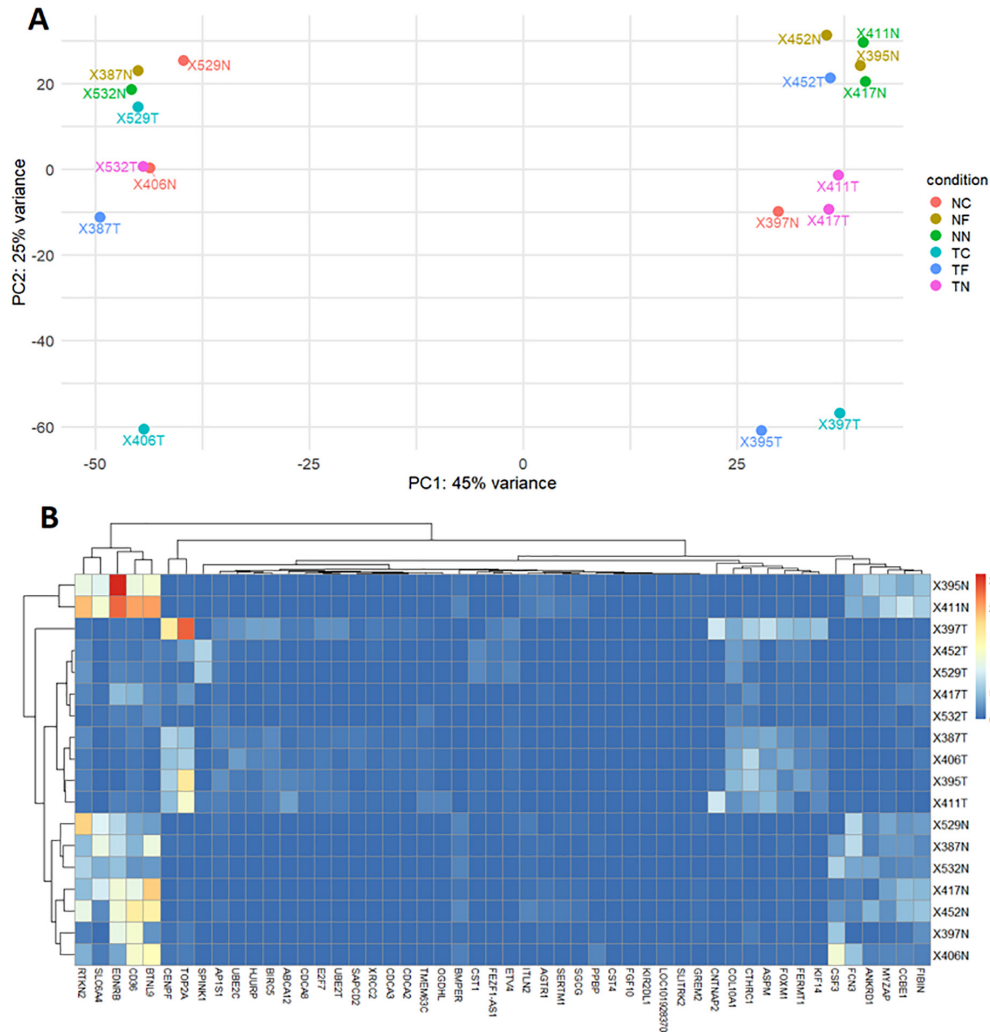 A
X452N
X411N
X395N
X529N
X387N
X532N
X529T
X452T
X417N
X532T
X406N
X411T
X387T
X397N
X417T
X406T
X395T
X397T
20
0
-20
-40
-60
-50
-25
0
25
PC2: 25% variance
PC1: 45% variance
condition
NC
NF
NN
TC
TF
TN
B
X395N
X411N
X397T
X452T
X529T
X417T
X532T
X387T
X406T
X395T
X411T
X529N
X387N
X532N
X417N
X452N
X397N
X406N
RTKN2
SLC6A4
EDNRB
CD36
BTNL9
CENPF
TOP2A
SPINK1
AP1S1
UBE2C
HJURP
BIRC5
ABCA12
CDCA8
E2F7
UBE2T
SAPCD2
XRCC2
CDCA3
CDCA2
TMEM63C
OGDHL
BMPER
CST1
FEZF1-AS1
ETV4
ITLN2
AGTR1
SERTM1
SGCG
PPBP
CST4
FGF10
KIR2DL1
LOC101928370
SLITRK2
GREM2
CNTNAP2
COL10A1
CTHRC1
ASPM
FOXM1
FERMT1
KIF14
CSF3
FCN3
ANKRD1
MYZAP
CCBE1
FIBIN